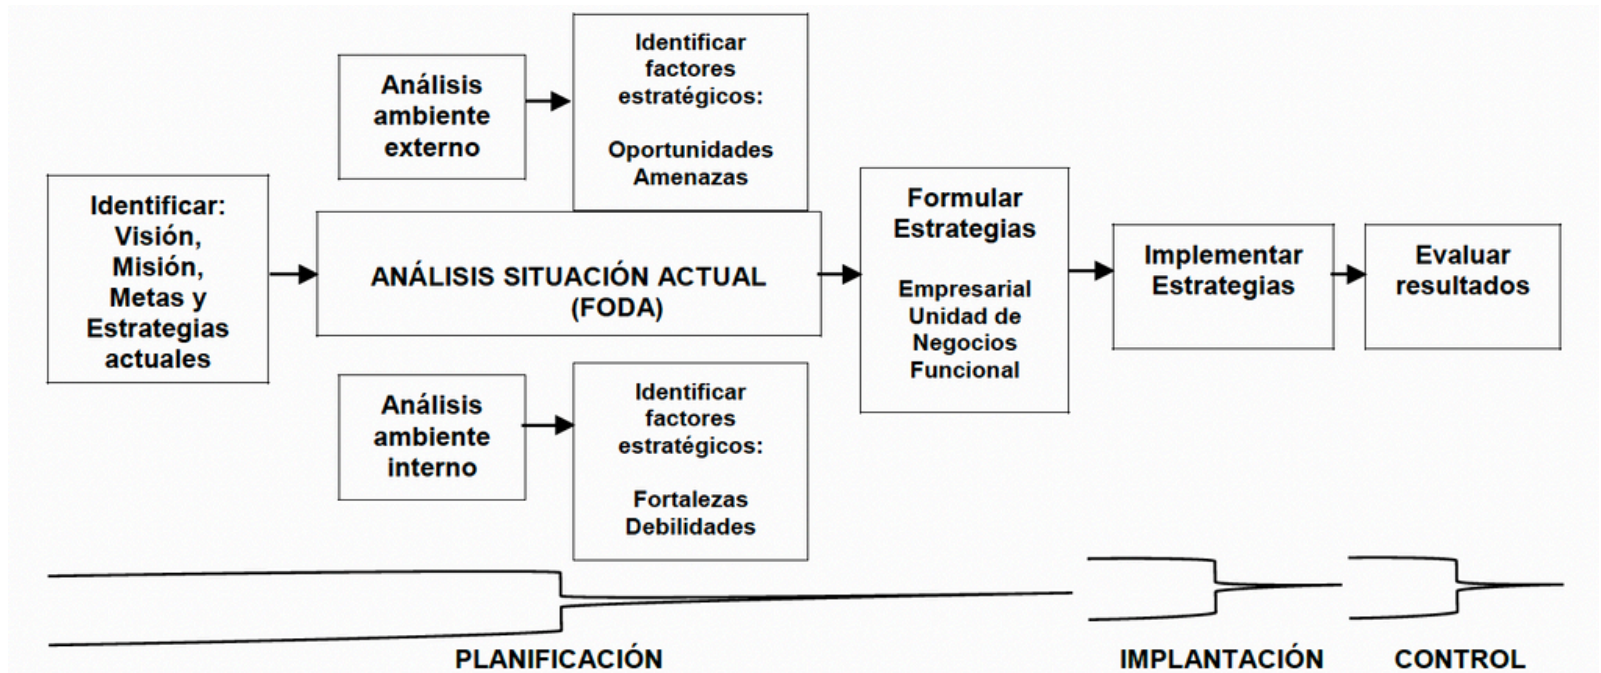 Identificar:
Visión,
Misión,
Metas y
Estrategias
actuales
Análisis
ambiente
externo
Identificar
factores
estratégicos:
Oportunidades
Amenazas
ANÁLISIS SITUACIÓN ACTUAL
(FODA)
Análisis
ambiente
interno
Identificar
factores
estratégicos:
Fortalezas
Debilidades
Formular
Estrategias
Empresarial
Unidad de
Negocios
Funcional
Implementar
Estrategias
Evaluar
resultados
PLANIFICACIÓN
IMPLANTACIÓN
CONTROL